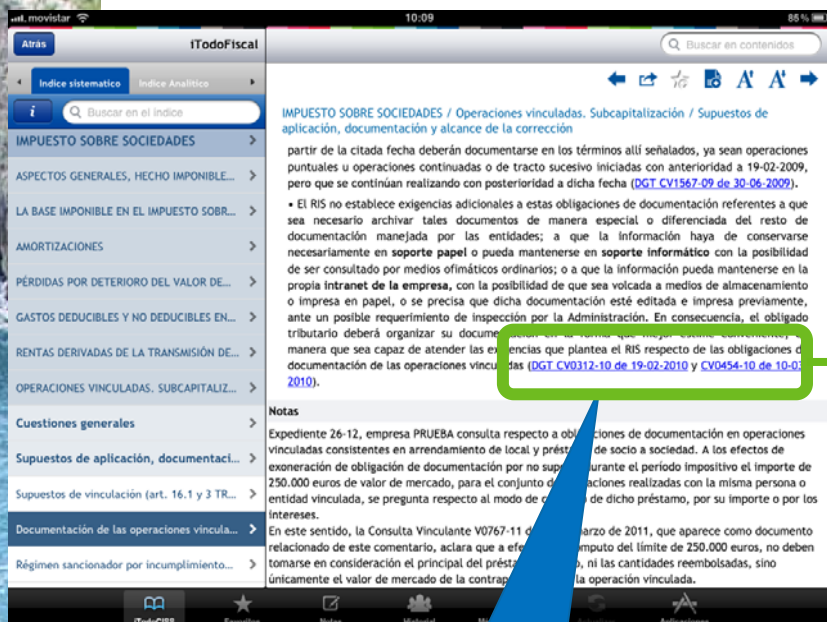 movistar 10:09 86 %
Atrás iTodoFiscal Buscar en contenidos
Indice sistematico Indice Analitico
i Buscar en el indice
IMPUESTO SOBRE SOCIEDADES
ASPECTOS GENERALES, HECHO IMPONIBLE...
LA BASE IMPONIBLE EN EL IMPUESTO SOBR...
AMORTIZACIONES
PÉRDIDAS POR DETERIORO DEL VALOR DE...
GASTOS DEDUCIBLES Y NO DEDUCIBLES EN...
RENTAS DERIVADAS DE LA TRANSMISIÓN DE...
OPERACIONES VINCULADAS. SUBCAPITALIZ...
Cuestiones generales
Supuestos de aplicación, documentaci...
Supuestos de vinculación (art. 16.1 y 3 TR...
Documentación de las operaciones vincula...
Régimen sancionador por incumplimiento...
A A
IMPUESTO SOBRE SOCIEDADES / Operaciones vinculadas. Subcapitalización / Supuestos de
aplicación, documentación y alcance de la corrección
partir de la citada fecha deberán documentarse en los términos allí señalados, ya sean operaciones
puntuales u operaciones continuadas o de tracto sucesivo iniciadas con anterioridad a 19-02-2009,
pero que se continúan realizando con posterioridad a dicha fecha (DGT CV1567-09 de 30-06-2009).
• El RIS no establece exigencias adicionales a estas obligaciones de documentación referentes a que
sea necesario archivar tales documentos de manera especial o diferenciada del resto de
documentación manejada por las entidades; a que la información haya de conservarse
necesariamente en soporte papel o pueda mantenerse en soporte informático con la posibilidad
de ser consultado por medios ofimáticos ordinarios; o a que la información pueda mantenerse en la
propia intranet de la empresa, con la posibilidad de que sea volcada a medios de almacenamiento
o impresa en papel, o se precisa que dicha documentación esté editada e impresa previamente,
ante un posible requerimiento de inspección por la Administración. En consecuencia, el obligado
tributario deberá organizar su
manera que sea capaz de atender las que plantea el RIS respecto de las obligaciones
documentación de las operaciones (DGT CV0312-10 de 19-02-2010 y CV0454-10 de 10-03
2010).
Notas
Expediente 26-12, empresa PRUEBA consulta respecto a de documentación en operaciones
vinculadas consistentes en arrendamiento de local y de socio a sociedad. A los efectos de
exoneración de obligación de documentación por no durante el período impositivo el importe de
250.000 euros de valor de mercado, para el conjunto de realizadas con la misma persona o
entidad vinculada, se pregunta respecto al modo de de dicho préstamo, por su importe o por los
intereses.
En este sentido, la Consulta Vinculante V0767-11 de 2011, que aparece como documento
relacionado de este comentario, aclara que a del límite de 250.000 euros, no deben
tomarse en consideración el principal del ni las cantidades reembolsadas, sino
únicamente el valor de mercado de la la operación vinculada.